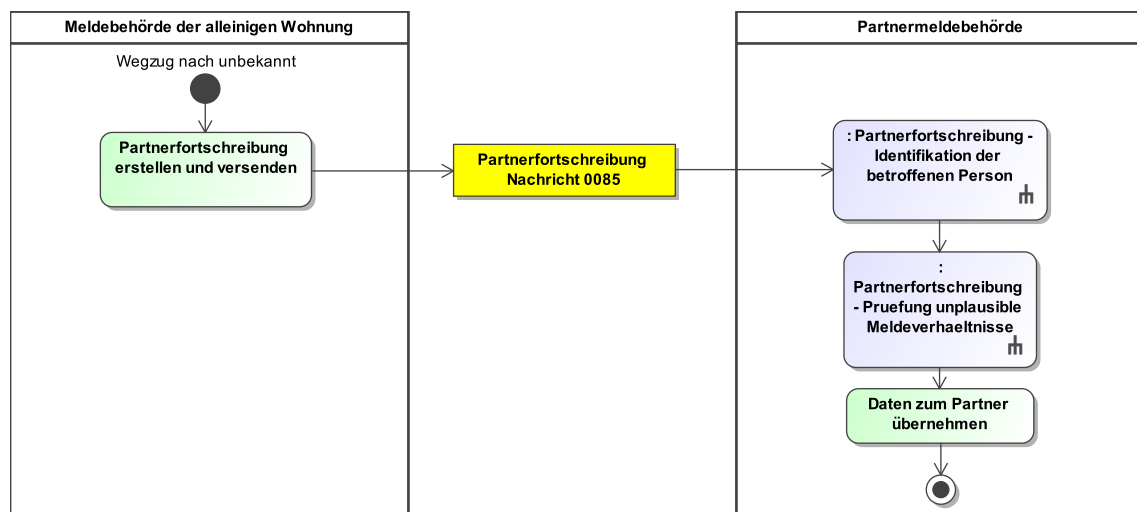 Meldebehörde der alleinigen Wohnung
Wegzug nach unbekannt
Partnerfortschreibung
erstellen und versenden
Partnerfortschreibung
Nachricht 0085
Partnermeldebehörde
: Partnerfortschreibung -
Identifikation der
betroffenen Person
:
Partnerfortschreibung
- Pruefung unplausible
Meldeverhaeltnisse
Daten zum Partner
übernehmen